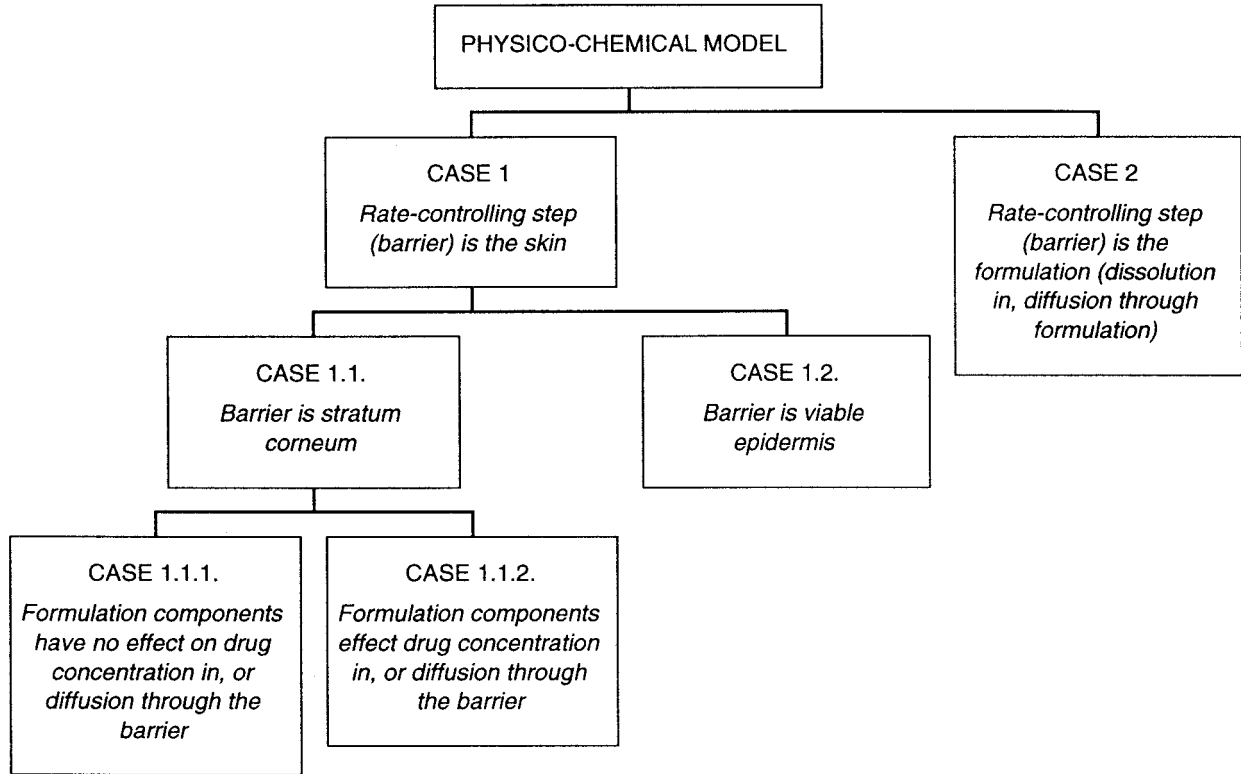 PHYSICO-CHEMICAL MODEL
CASE 1
Rate-controlling step
(barrier) is the skin
CASE 2
Rate-controlling step
(barrier) is the
formulation (dissolution
in, diffusion through
formulation)
CASE 1.1.
Barrier is stratum
corneum
CASE 1.2.
Barrier is viable
epidermis
CASE 1.1.1.
Formulation components
have no effect on drug
concentration in, or
diffusion through the
barrier
CASE 1.1.2.
Formulation components
effect drug concentration
in, or diffusion through
the barrier